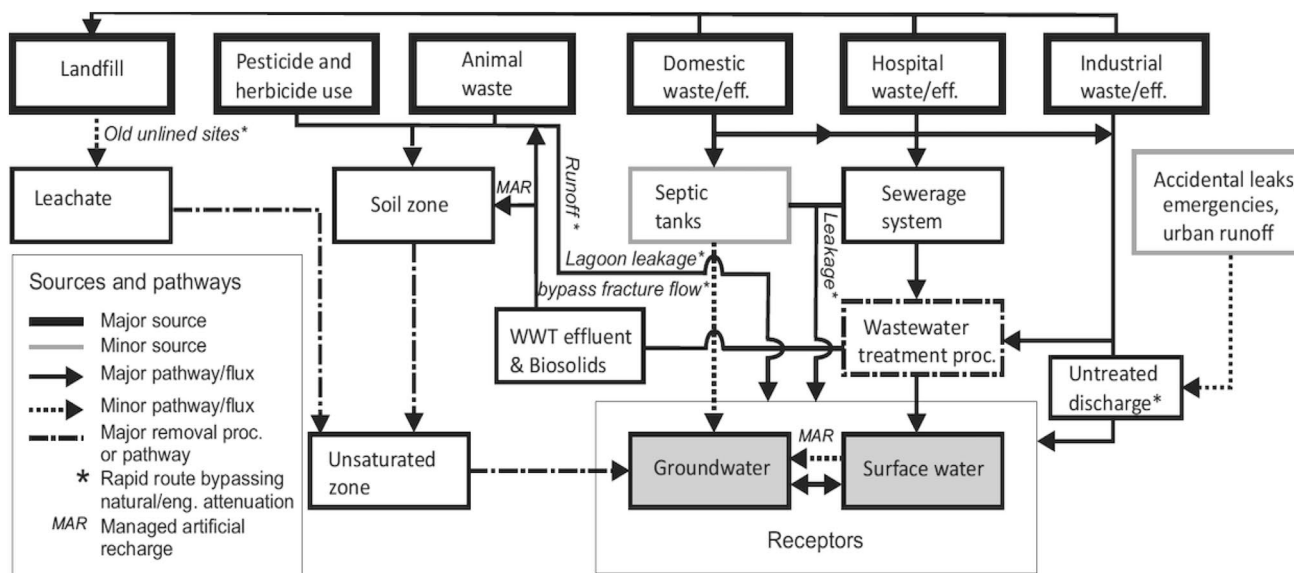 Landfill
Pesticide and
herbicide use
Animal
waste
Domestic
waste/eff.
Hospital
waste/eff.
Industrial
waste/eff.
Old unlined sites*
Leachate
Soil zone
MAR
Runoff *
Septic
tanks
Leakage*
Sewerage
system
Accidental leaks
emergencies,
urban runoff
Lagoon leakage*
bypass fracture flow*
WWT effluent
& Biosolids
Wastewater
treatment proc.
Untreated
discharge*
Unsaturated
zone
Groundwater
MAR
Surface water
Receptors
Sources and pathways
Major source
Minor source
Major pathway/flux
Minor pathway/flux
Major removal proc.
or pathway
* Rapid route bypassing
natural/eng. attenuation
MAR Managed artificial
recharge